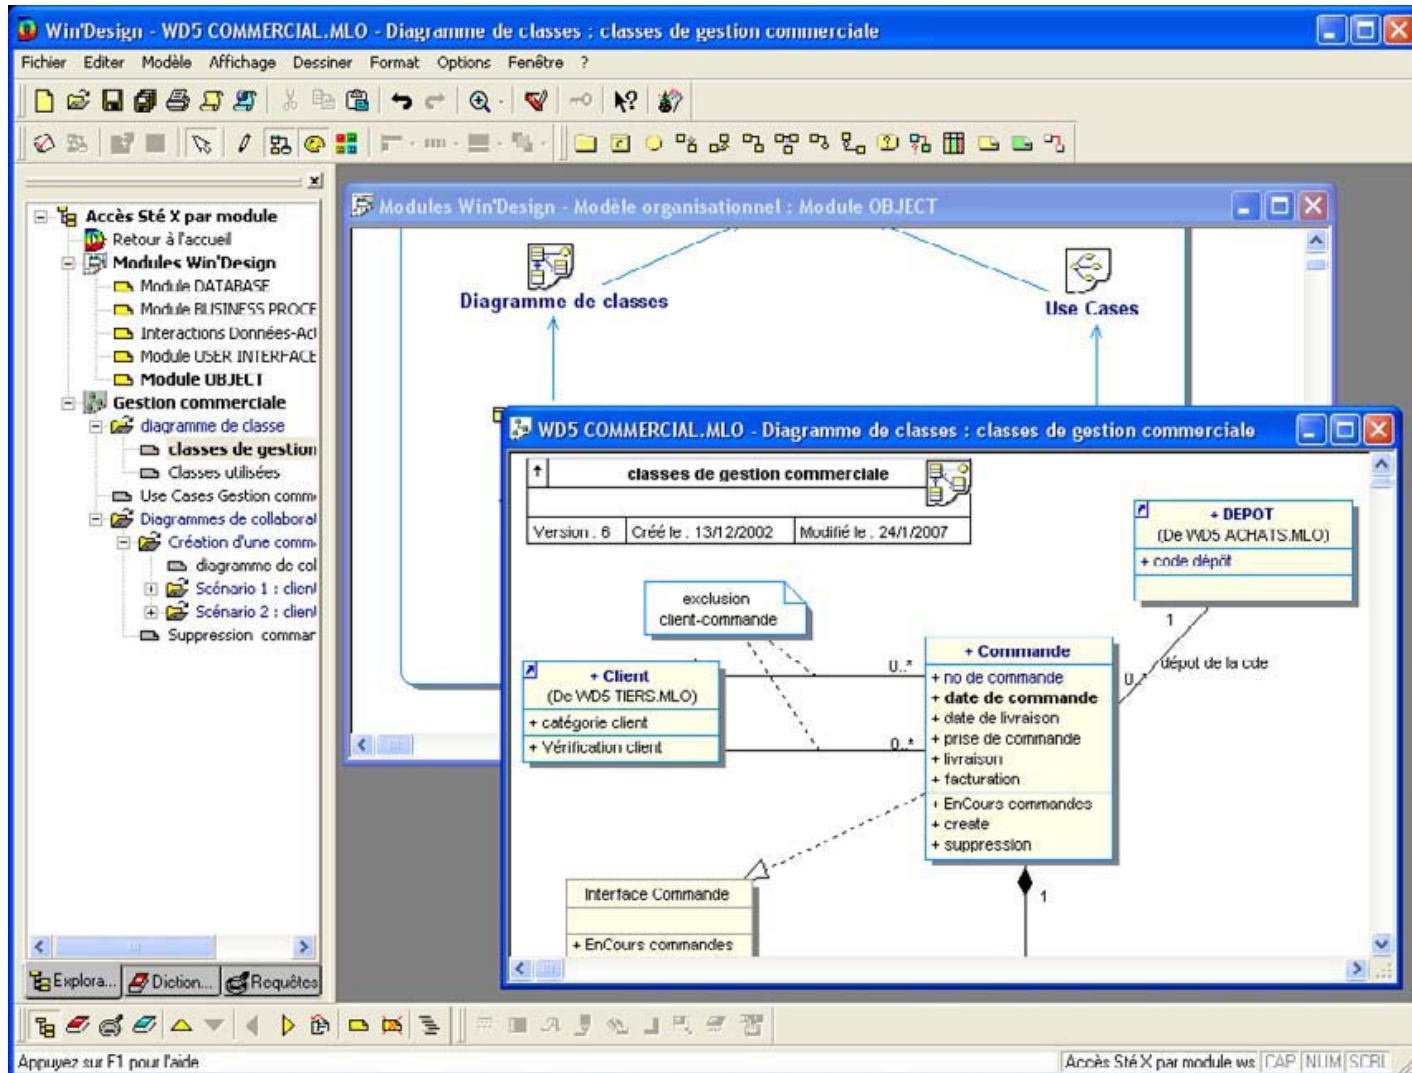 Win'Design - WD5 COMMERCIAL.MLO - Diagramme de classes : classes de gestion commerciale
Fichier Editer Modèle Affichage Dessiner Format Options Fenêtre ?
Accès Sté X par module
Retour à l'accueil
Modules Win'Design
Module DATABASE
Module BUSINESS PROCE
Interactions Données-Act
Module USER INTERFACE
Module OBJECT
Gestion commerciale
diagramme de classe
classes de gestion
Classes utilisées
Use Cases Gestion comm
Diagrammes de collaborat
Création d'une comm
diagramme de col
Scénario 1 : client
Scénario 2 : client
Suppression comman
Explora... Diction... Requêtes
Modules Win'Design - Modèle organisationnel : Module OBJECT
Diagramme de classes
Use Cases
WD5 COMMERCIAL.MLO - Diagramme de classes : classes de gestion commerciale
classes de gestion commerciale
Version : 6 Créé le : 13/12/2002 Modifié le : 24/1/2007
+ DEPOT
(De WD5 ACHATS.MLO)
+ code dépôt
exclusion
client-commande
1
dépot de la cde
0..*
+ Client
(De WD5 TIERS.MLO)
+ catégorie client
+ Vérification client
0..*
0..*
+ Commande
+ no de commande
+ date de commande
+ date de livraison
+ prise de commande
+ livraison
+ facturation
+ EnCours commandes
+ create
+ suppression
1
Interface Commande
+ EnCours commandes
Appuyez sur F1 pour l'aide
Accès Sté X par module ws CAP NUM SCRL